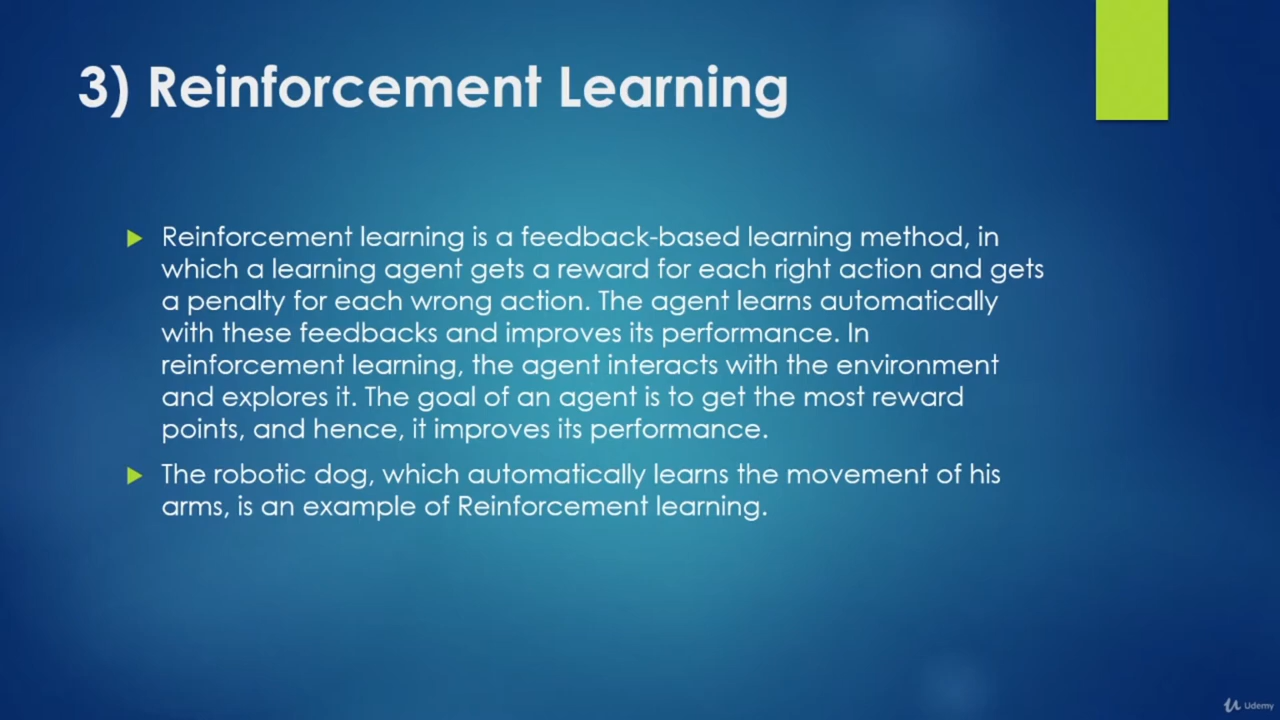 3) Reinforcement Learning
Reinforcement learning is a feedback-based learning method, in
which a learning agent gets a reward for each right action and gets
a penalty for each wrong action. The agent learns automatically
with these feedbacks and improves its performance. In
reinforcement learning, the agent interacts with the environment
and explores it. The goal of an agent is to get the most reward
points, and hence, it improves its performance.
The robotic dog, which automatically learns the movement of his
arms, is an example of Reinforcement learning.
Udemy